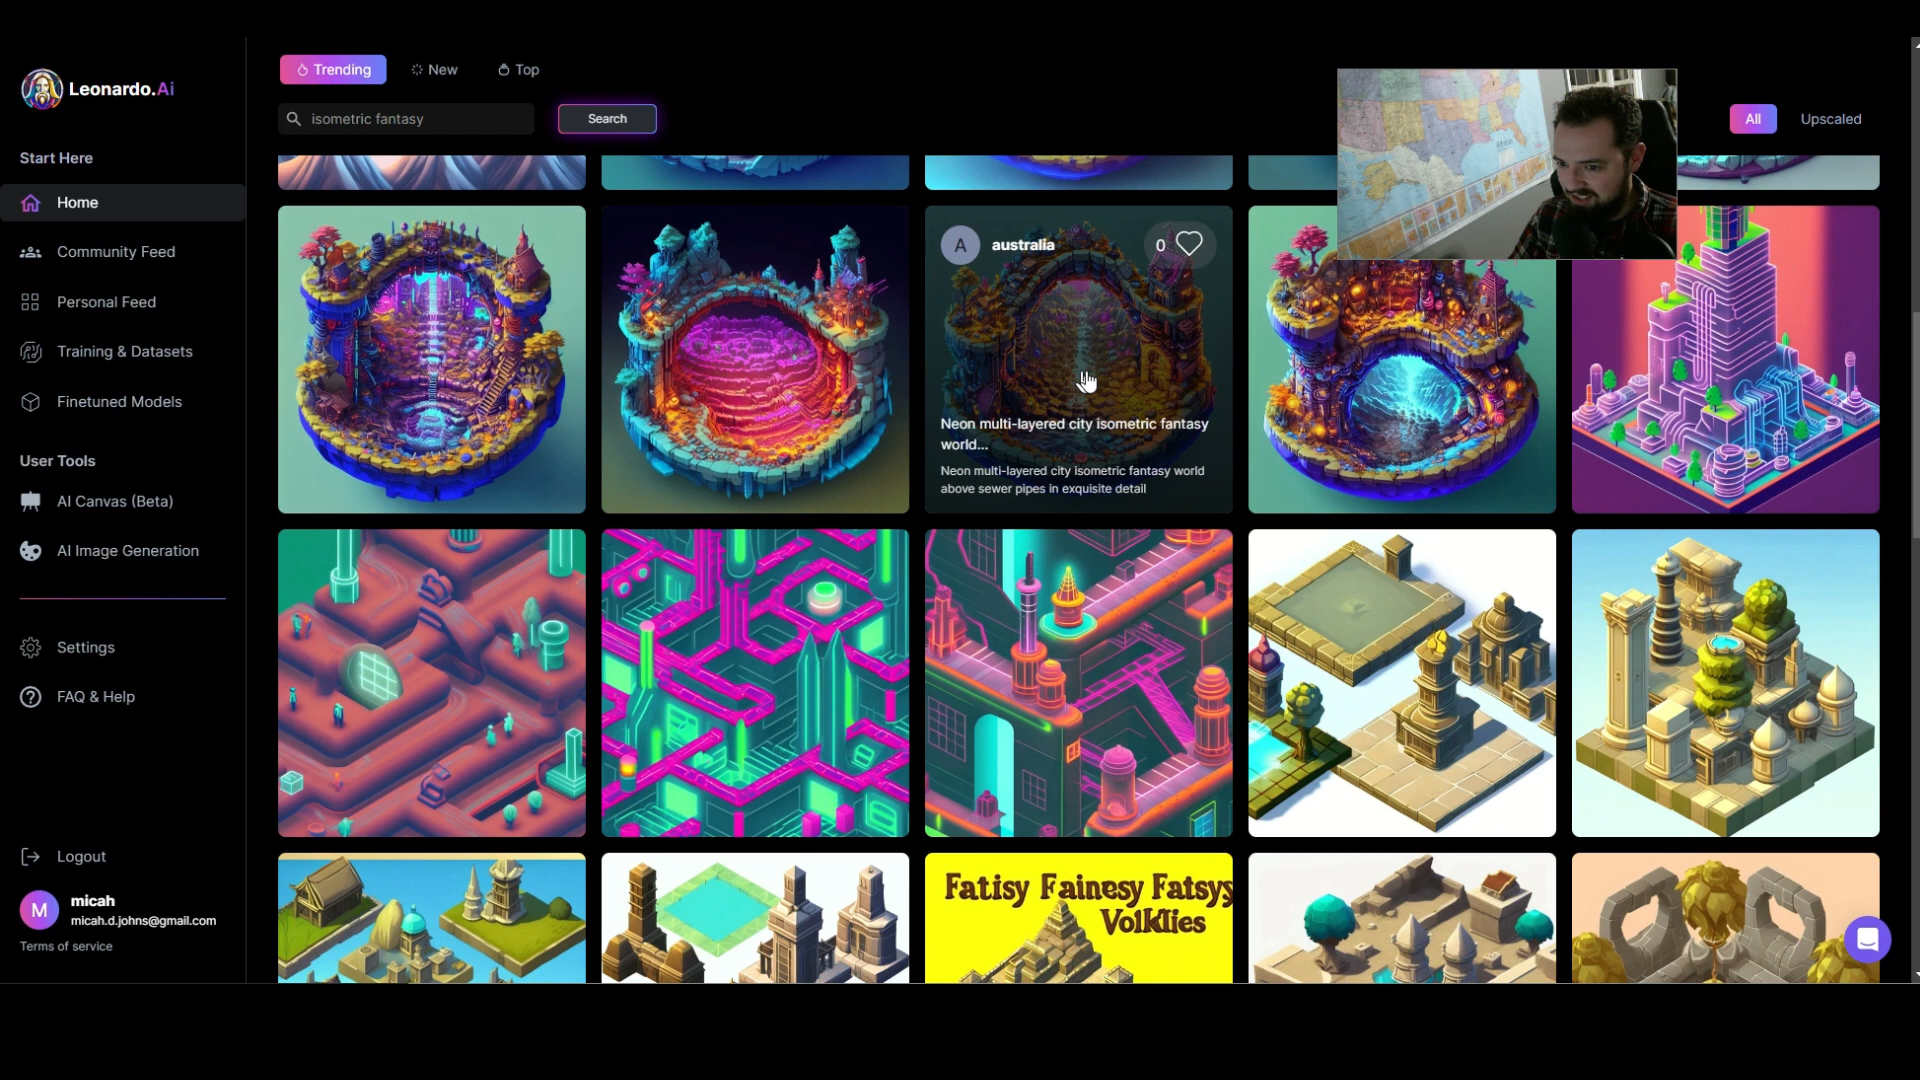 Leonardo.Ai
Start Here
Home
Community Feed
Personal Feed
Training & Datasets
Finetuned Models
User Tools
AI Canvas (Beta)
AI Image Generation
Settings
FAQ & Help
Logout
M
micah
micah.d.johns@gmail.com
Terms of service
Trending
New
Top
isometric fantasy
Search
All
Upscaled
A
australia
0
Neon multi-layered city isometric fantasy
world...
Neon multi-layered city isometric fantasy world
above sewer pipes in exquisite detail
Fatisy Fainesy Fatsys
Volklies